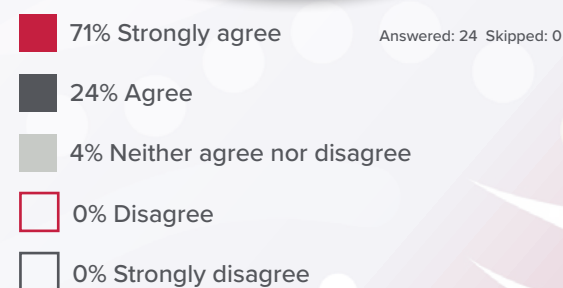 71% Strongly agree Answered: 24 Skipped: 0
24% Agree
4% Neither agree nor disagree
0% Disagree
0% Strongly disagree